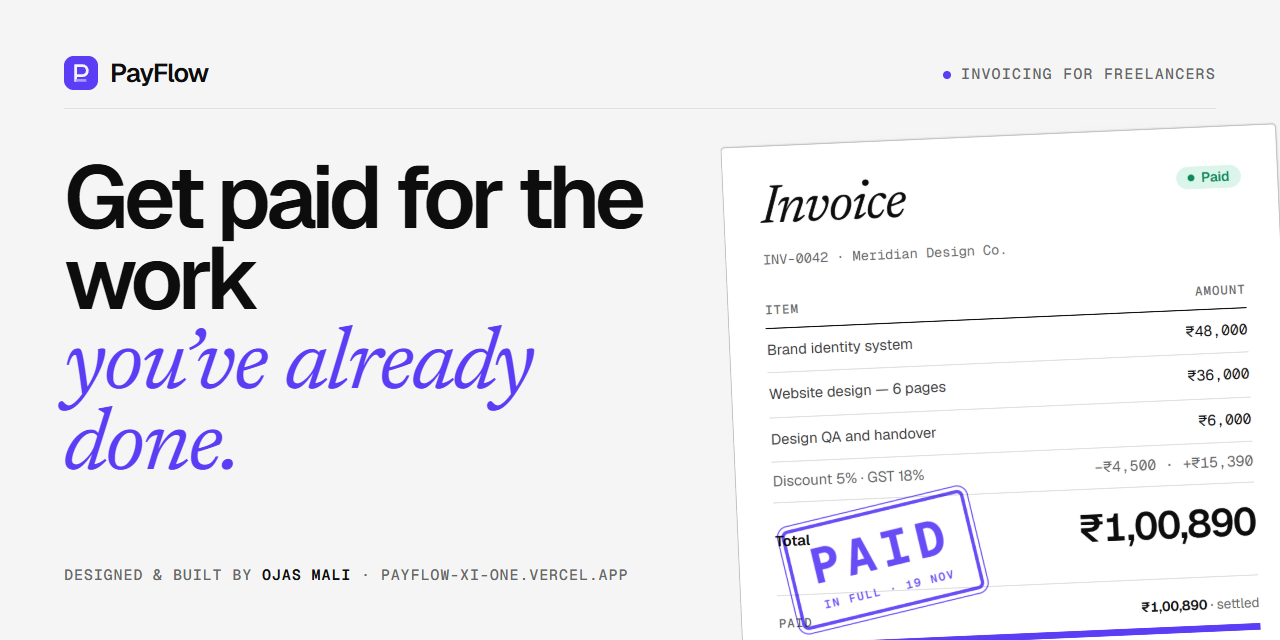 PayFlow
INVOICING FOR FREELANCERS
Get paid for the
work
you’ve already
done.
DESIGNED & BUILT BY OJAS MALI · PAYFLOW-XI-ONE.VERCEL.APP
Invoice
Paid
INV-0042 · Meridian Design Co.
ITEM AMOUNT
Brand identity system ₹48,000
Website design — 6 pages ₹36,000
Design QA and handover ₹6,000
Discount 5% · GST 18% −₹4,500 · +₹15,390
Total ₹1,00,890
PAID
IN FULL · 19 NOV
PAID ₹1,00,890 · settled